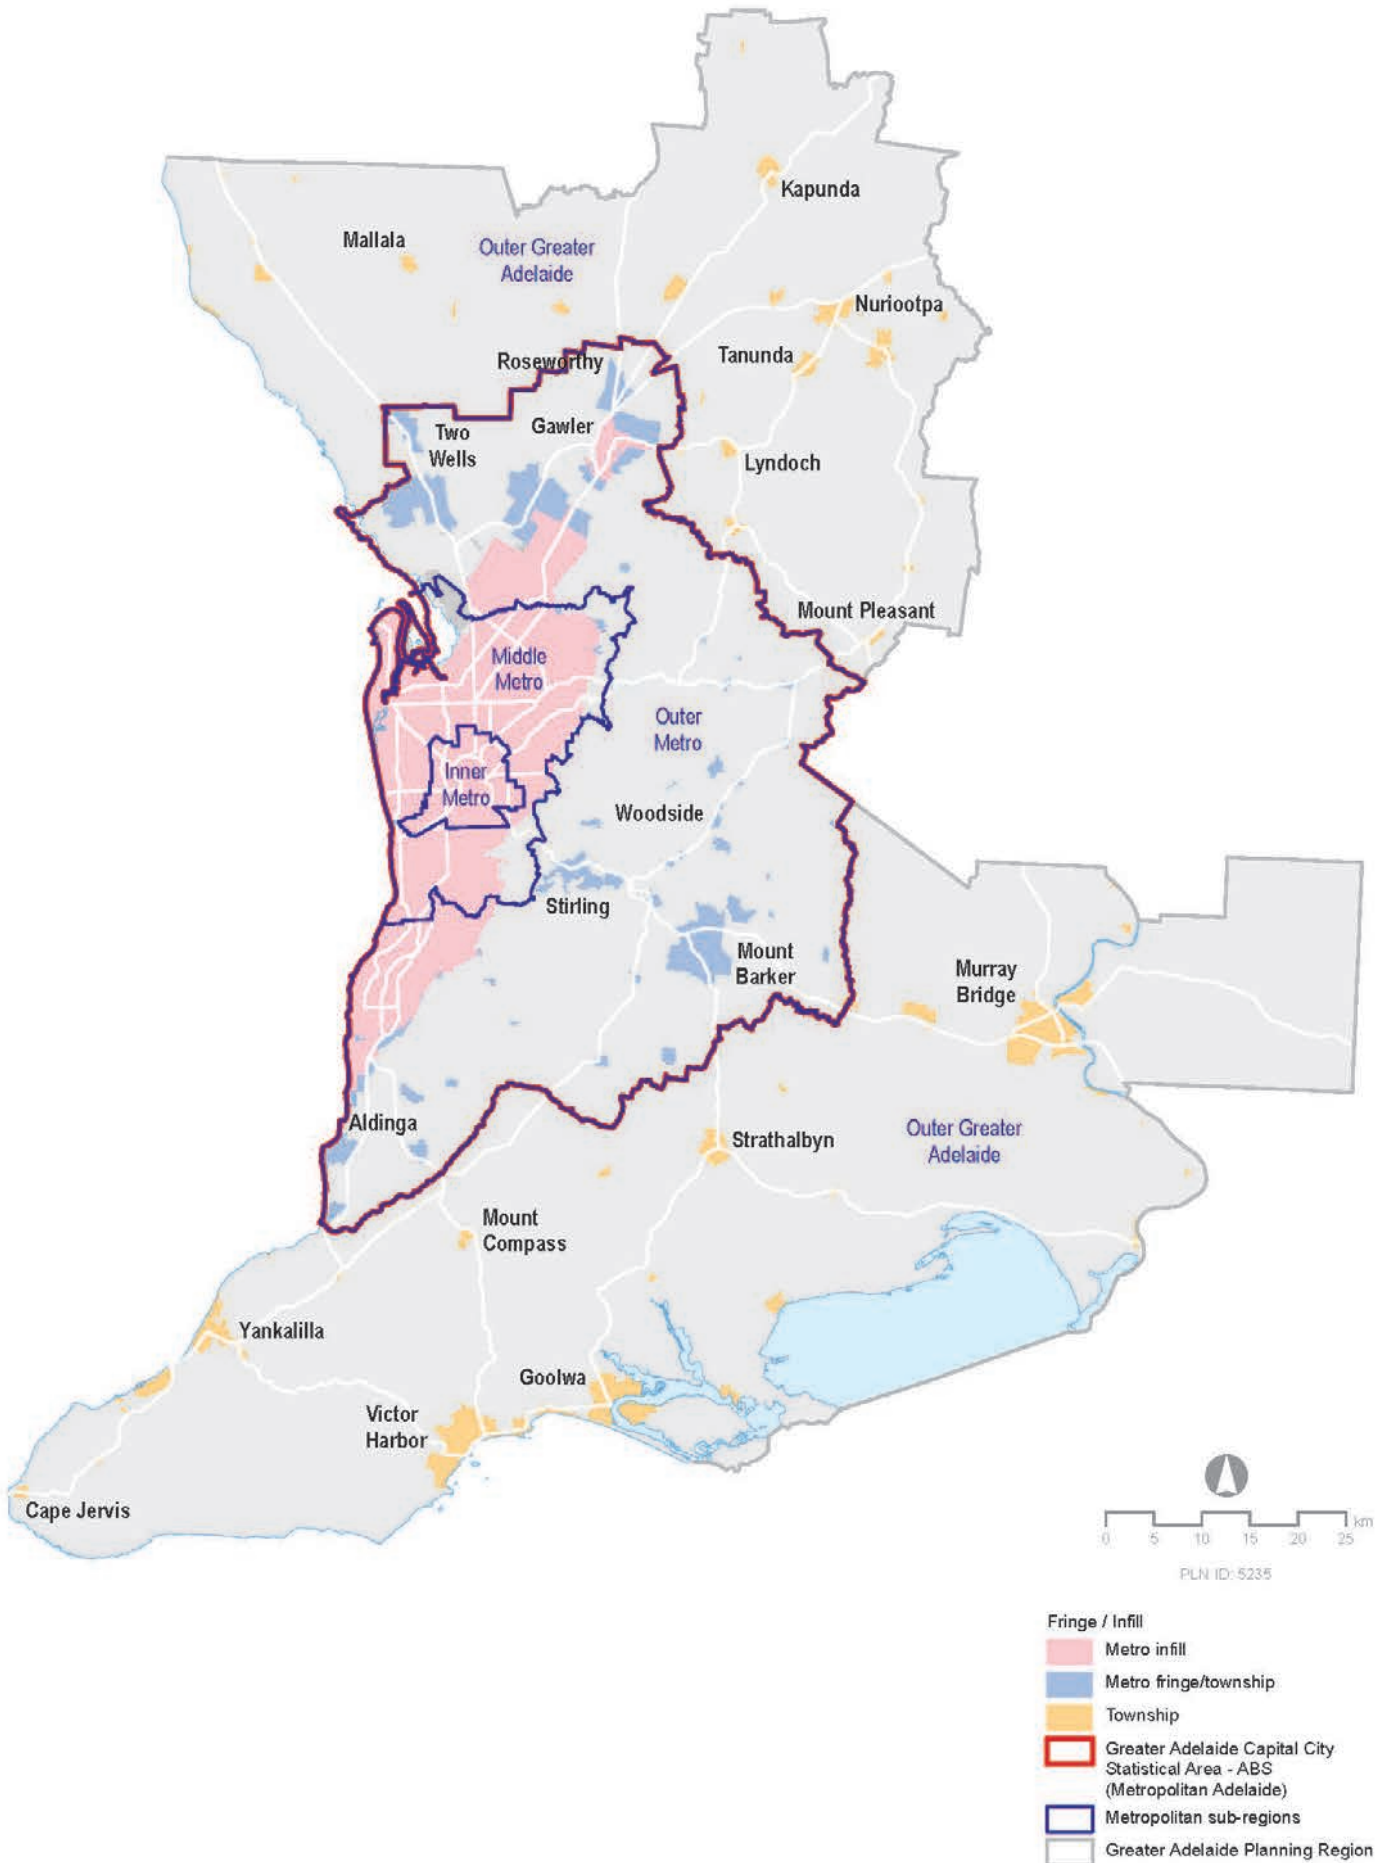 Kapunda
Mallala
Outer Greater
Adelaide
Nuriootpa
Roseworthy
Tanunda
Two
Wells
Gawler
Lyndoch
Mount Pleasant
Middle
Metro
Outer
Metro
Inner
Metro
Woodside
Stirling
Mount
Barker
Murray
Bridge
Aldinga
Strathalbyn
Outer Greater
Adelaide
Mount
Compass
Yankalilla
Goolwa
Victor
Harbor
Cape Jervis
km
0 5 10 15 20 25
PLN ID: 5235
Fringe / Infill
Metro infill
Metro fringe/township
Township
Greater Adelaide Capital City
Statistical Area - ABS
(Metropolitan Adelaide)
Metropolitan sub-regions
Greater Adelaide Planning Region